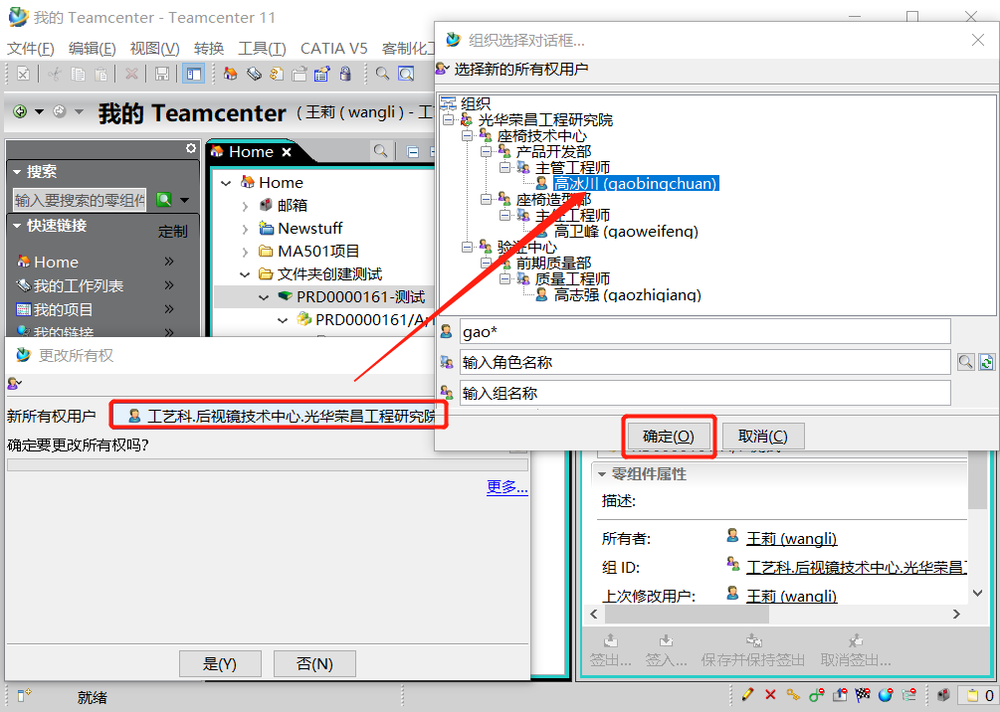 我的 Teamcenter - Teamcenter 11
文件(F) 编辑(E) 视图(V) 转换 工具(T) CATIA V5 客制化
我的 Teamcenter ( 王莉 ( wangli ) - 工
搜索
输入要搜索的零组件
快速链接
定制
Home
我的工作列表
我的项目
我的链接
Home
Home
邮箱
Newstuff
MA501项目
文件夹创建测试
PRD0000161-测试
PRD0000161/A
组织选择对话框...
选择新的所有权用户
组织
光华荣昌工程研究院
座椅技术中心
产品开发部
主管工程师
高冰川 (gaobingchuan)
座椅造型部
主任工程师
高卫峰 (gaoweifeng)
验证中心
前期质量部
质量工程师
高志强 (gaozhiqiang)
gao*
输入角色名称
输入组名称
确定(O)
取消(C)
更改所有权
新所有权用户
工艺科.后视镜技术中心.光华荣昌工程研究院
确定要更改所有权吗?
更多...
是(Y)
否(N)
零组件属性
描述:
所有者:
王莉 (wangli)
组 ID:
工艺科.后视镜技术中心.光华荣昌工
上次修改用户:
王莉 (wangli)
签出...
签入...
保存并保持签出
取消签出...
就绪
0